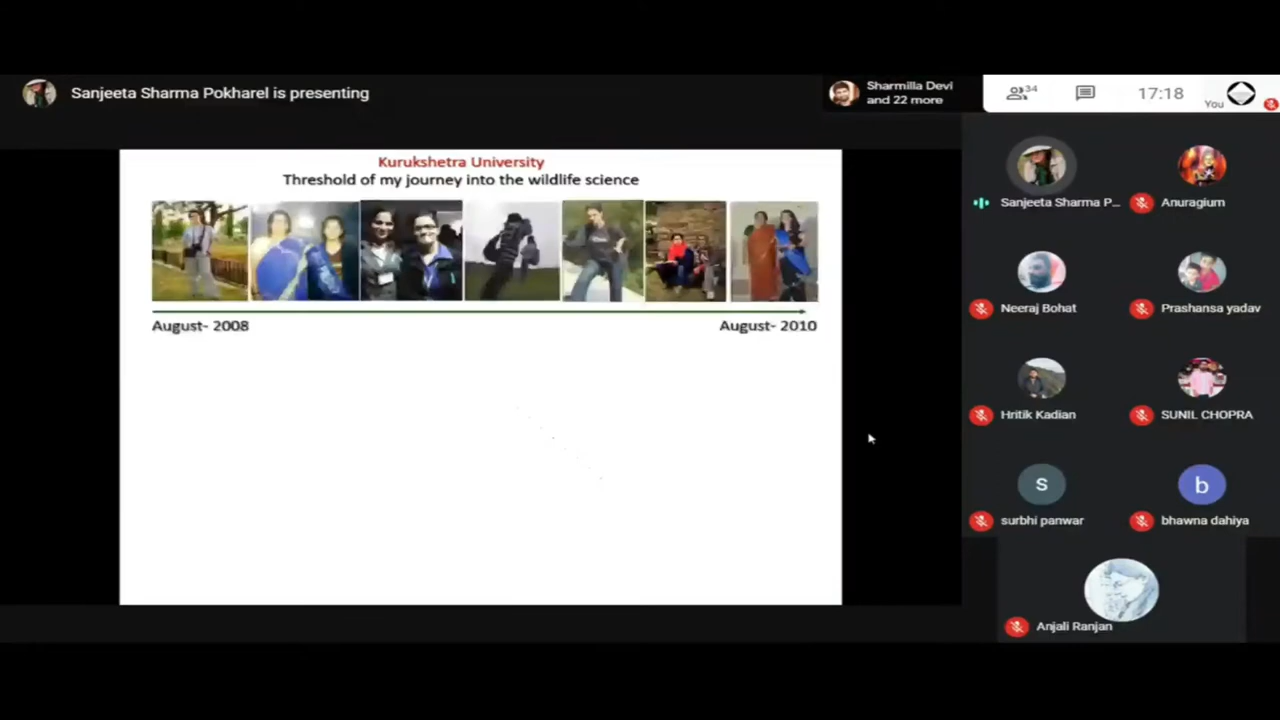 Sanjeeta Sharma Pokharel is presenting
Sharmilla Devi
and 22 more
34
17:18
You
Kurukshetra University
Threshold of my journey into the wildlife science
August- 2008
August- 2010
Sanjeeta Sharma P...
Anuragium
Neeraj Bohat
Prashansa yadav
Hritik Kadian
SUNIL CHOPRA
s
b
surbhi panwar
bhawna dahiya
Anjali Ranjan